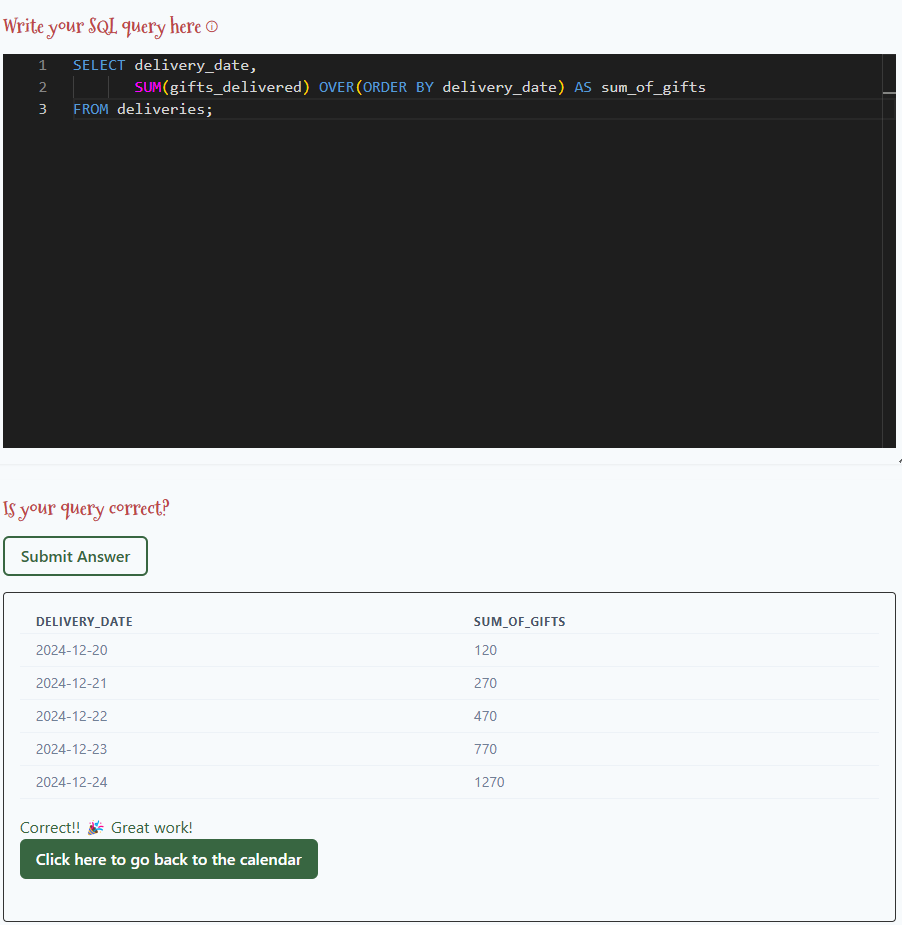 Write your SQL query here ⓘ
1 SELECT delivery_date,
2 SUM(gifts_delivered) OVER(ORDER BY delivery_date) AS sum_of_gifts
3 FROM deliveries;
Is your query correct?
Submit Answer
DELIVERY_DATE SUM_OF_GIFTS
2024-12-20 120
2024-12-21 270
2024-12-22 470
2024-12-23 770
2024-12-24 1270
Correct!! 🎉 Great work!
Click here to go back to the calendar